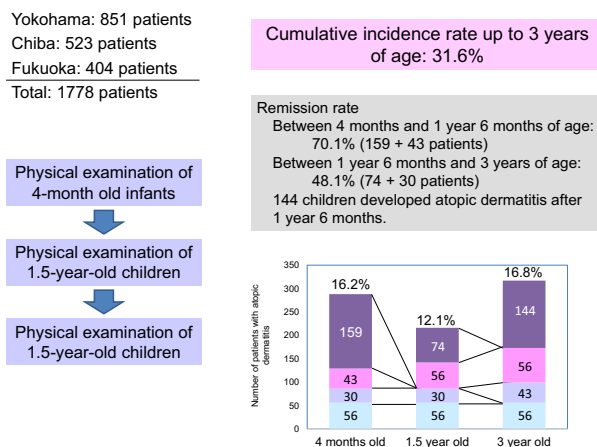 Yokohama: 851 patients
Chiba: 523 patients
Fukuoka: 404 patients
Total: 1778 patients
Cumulative incidence rate up to 3 years
of age: 31.6%
Remission rate
Between 4 months and 1 year 6 months of age:
70.1% (159 + 43 patients)
Between 1 year 6 months and 3 years of age:
48.1% (74 + 30 patients)
144 children developed atopic dermatitis after
1 year 6 months.
Physical examination of
4-month old infants
Physical examination of
1.5-year-old children
Physical examination of
1.5-year-old children
Number of patients with atopic
dermatitis
350
300
250
200
150
100
50
0
16.2%
12.1%
16.8%
159
74
144
43
56
56
30
30
43
56
56
56
4 months old
1.5 year old
3 year old